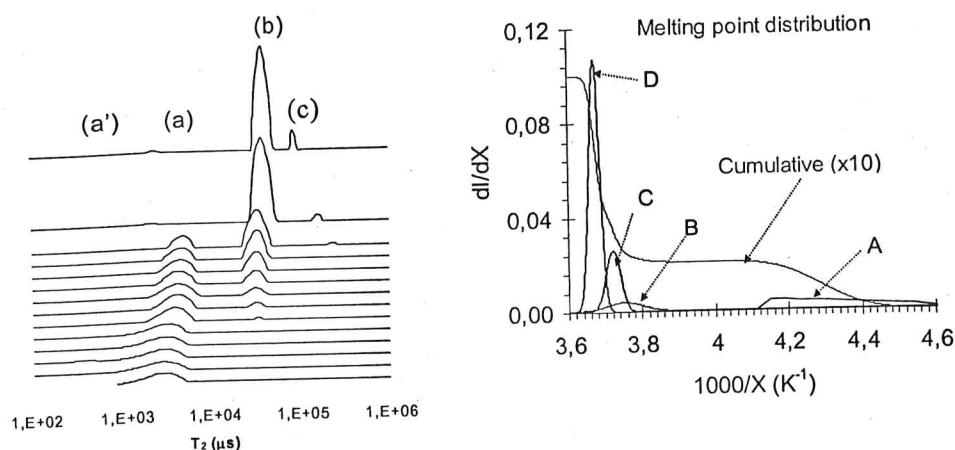 (b)
(a')
(a)
(c)
1,E+02 1,E+03 1,E+04 1,E+05 1,E+06
T2 (µs)
Melting point distribution
0,12
D
0,08
dI/dX
Cumulative (x10)
C
0,04
B
A
0,00
3,6 3,8 4 4,2 4,4 4,6
1000/X (K-1)